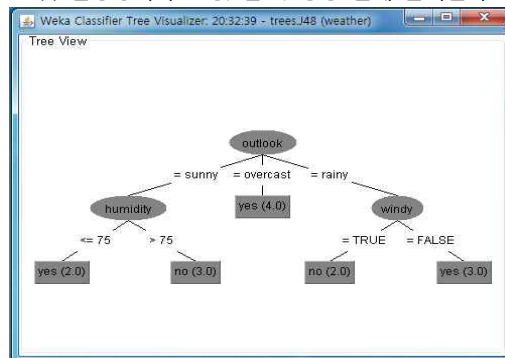 Weka Classifier Tree Visualizer: 20:32:39 - trees.J48 (weather)
Tree View
outlook
= sunny = overcast = rainy
humidity yes (4.0) windy
<= 75 > 75 = TRUE = FALSE
yes (2.0) no (3.0) no (2.0) yes (3.0)